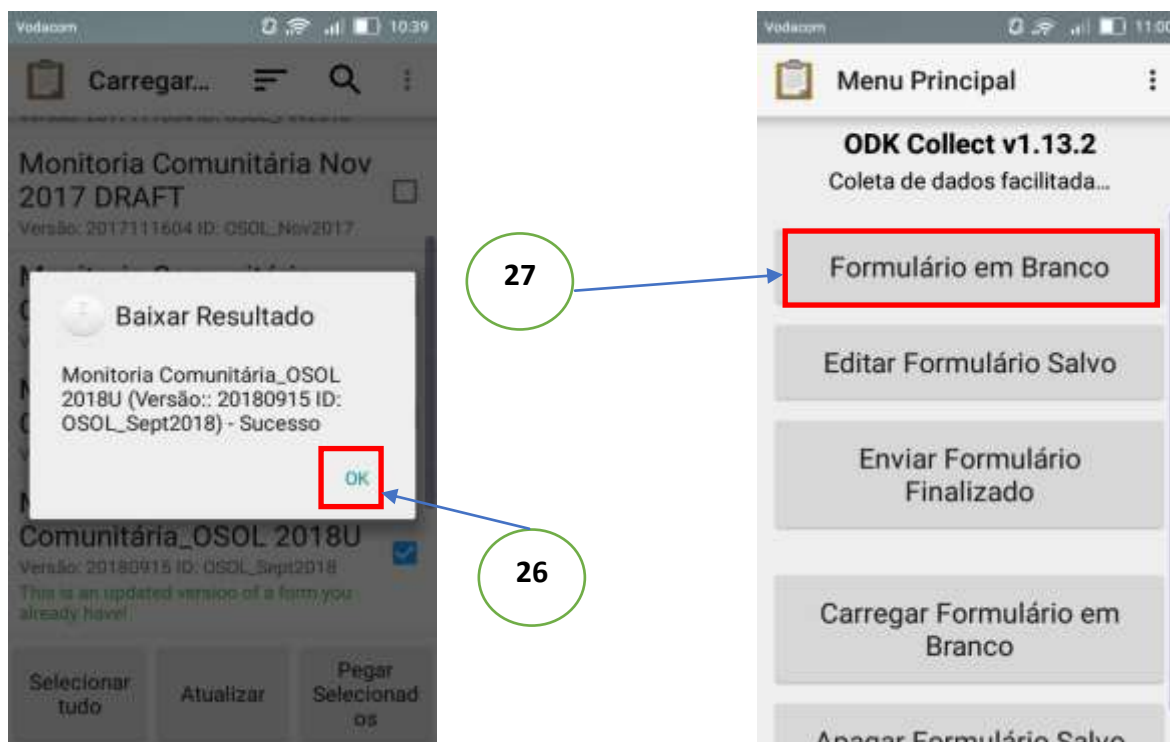 Vodacom 10:39
Carregar...
Monitoria Comunitária Nov
2017 DRAFT
Versão: 2017111604 ID: OSOL_Nov2017
Baixar Resultado
Monitoria Comunitária_OSOL
2018U (Versão:: 20180915 ID:
OSOL_Sept2018) - Sucesso
OK
Comunitária_OSOL 2018U
Versão: 20180915 ID: OSOL_Sept2018
This is an updated version of a form you
already have!
Selecionar
tudo
Atualizar
Pegar
Selecionad
os
27
26
Vodacom 11:00
Menu Principal
ODK Collect v1.13.2
Coleta de dados facilitada...
Formulário em Branco
Editar Formulário Salvo
Enviar Formulário
Finalizado
Carregar Formulário em
Branco
Apagar Formulário Salvo